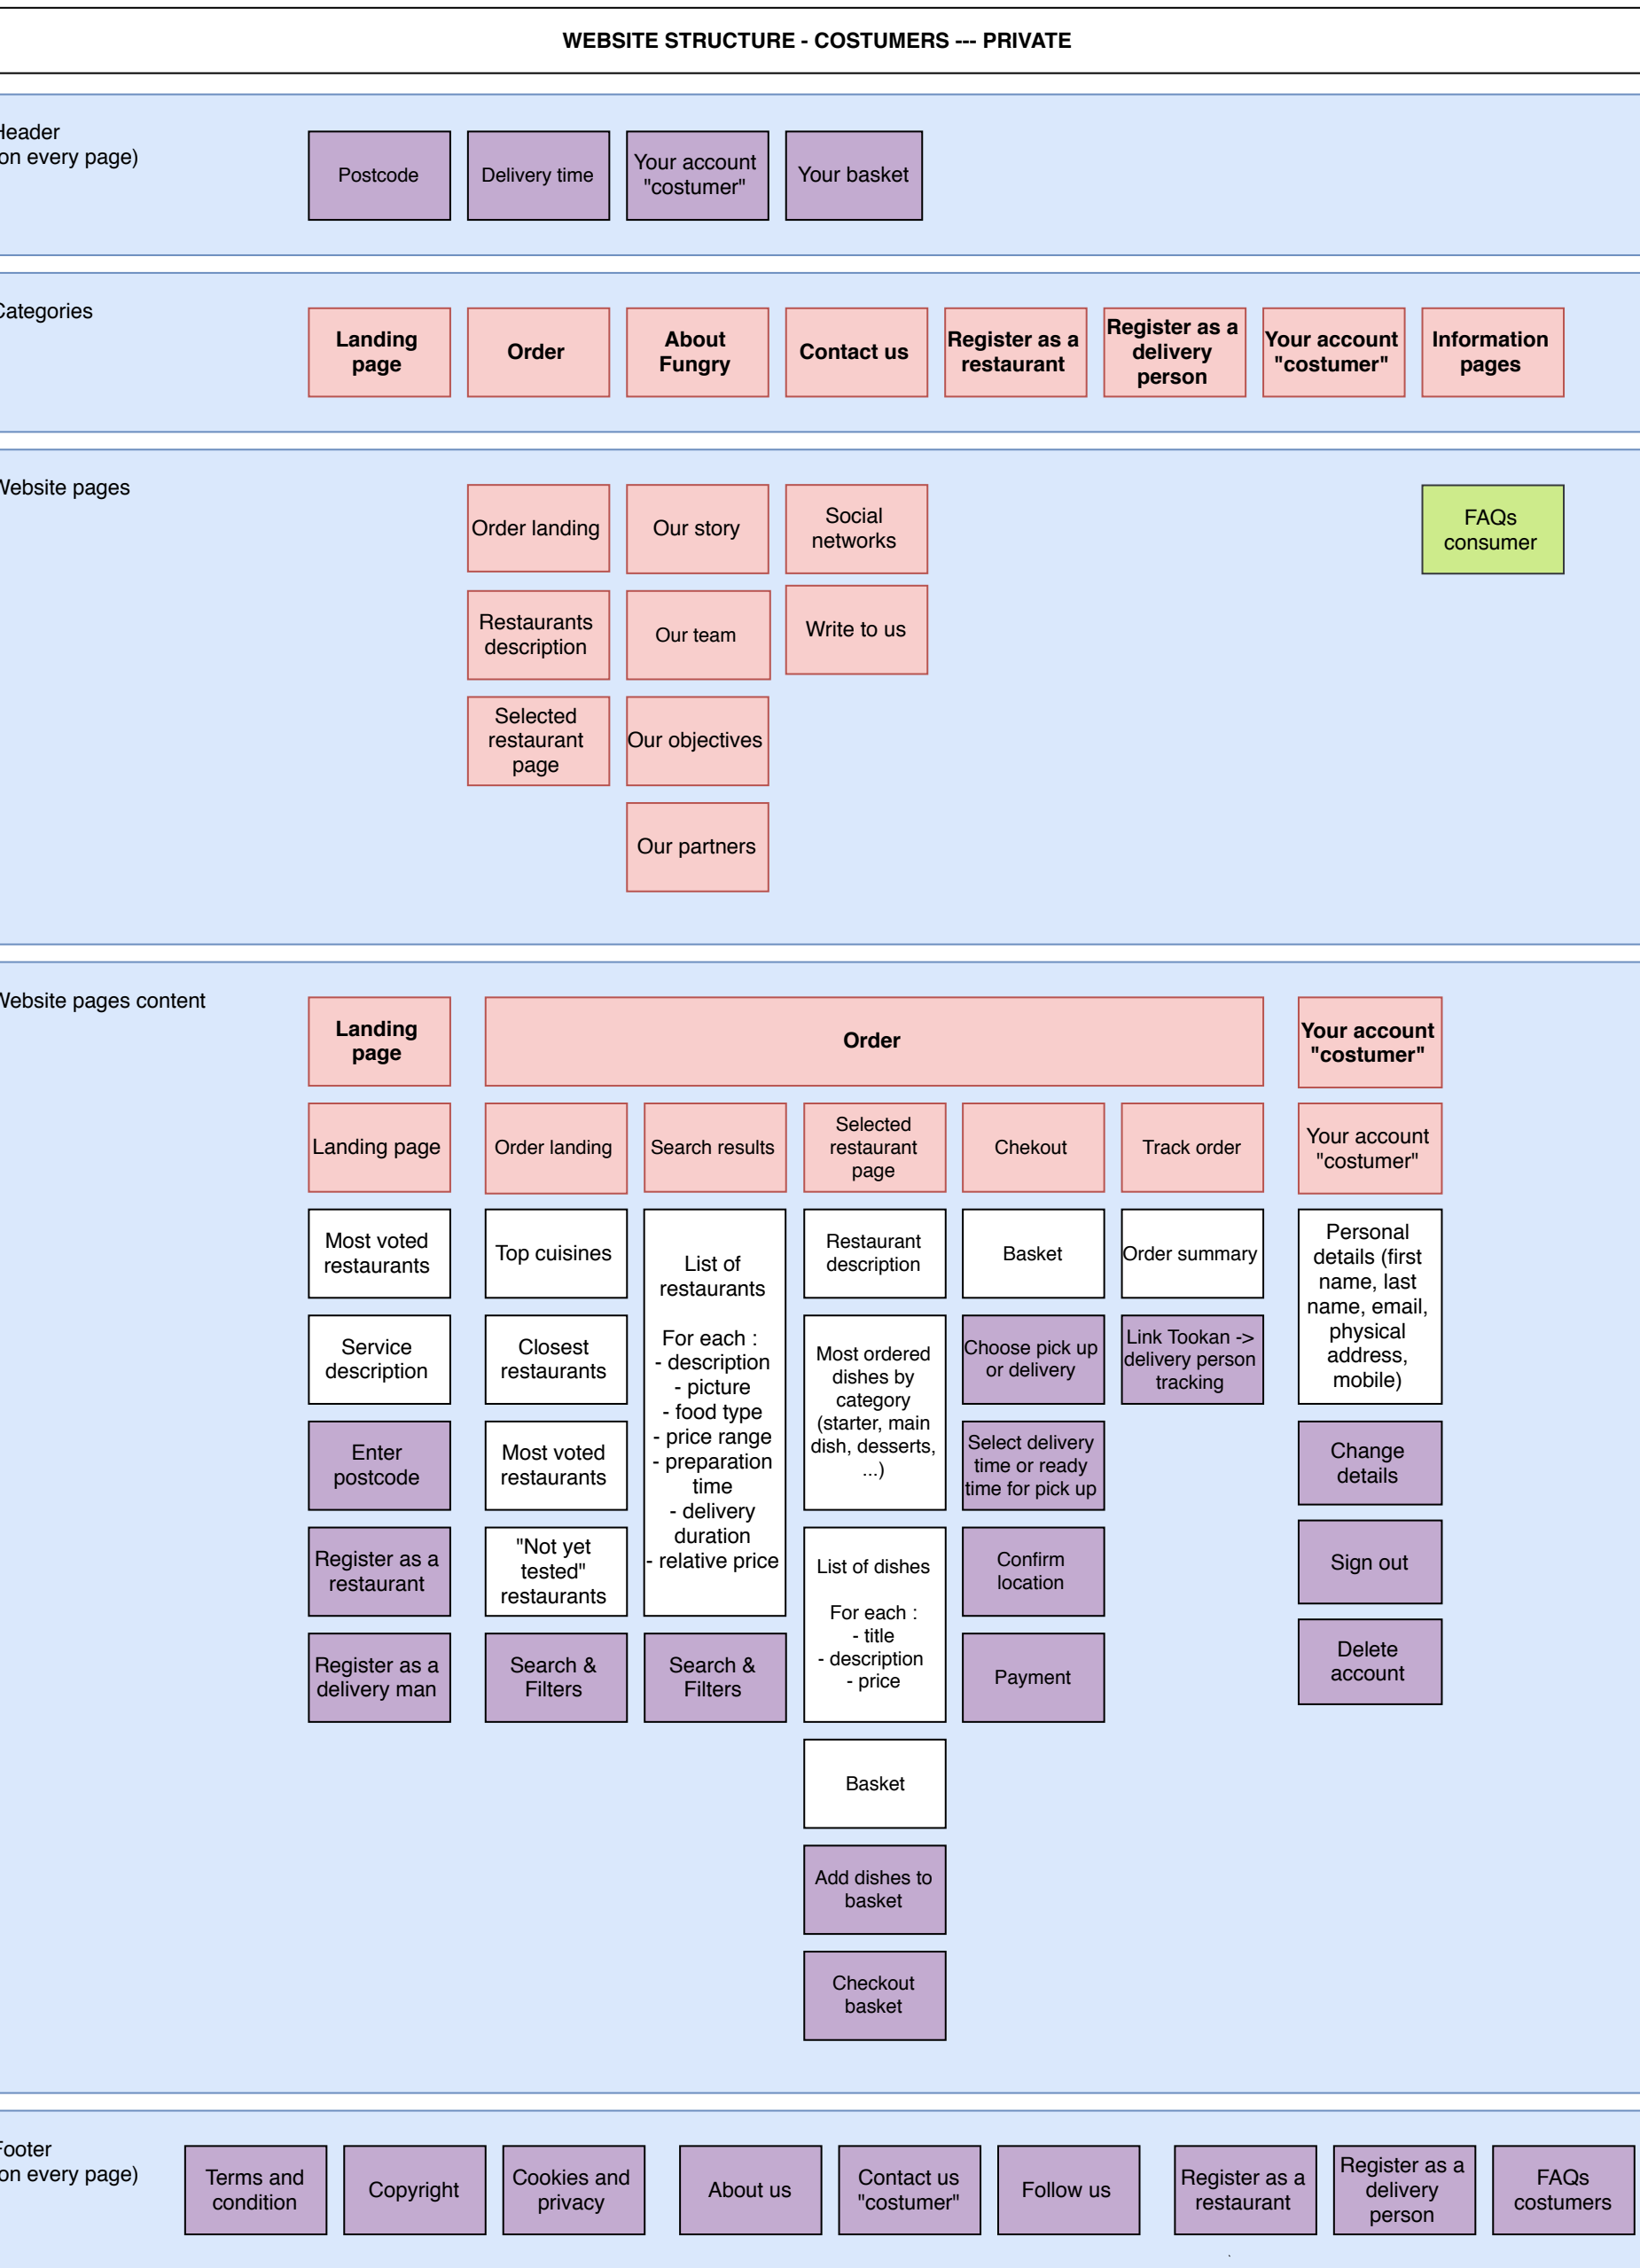 WEBSITE STRUCTURE - COSTUMERS --- PRIVATE
Header
(on every page)
Postcode
Delivery time
Your account
"costumer"
Your basket
Categories
Landing
page
Order
About
Fungry
Contact us
Register as a
restaurant
Register as a
delivery
person
Your account
"costumer"
Information
pages
Website pages
Order landing
Our story
Social
networks
FAQs
consumer
Restaurants
description
Our team
Write to us
Selected
restaurant
page
Our objectives
Our partners
Website pages content
Landing
page
Order
Your account
"costumer"
Landing page
Order landing
Search results
Selected
restaurant
page
Chekout
Track order
Your account
"costumer"
Most voted
restaurants
Service
description
Enter
postcode
Register as a
restaurant
Register as a
delivery man
Top cuisines
Closest
restaurants
Most voted
restaurants
"Not yet
tested"
restaurants
Search &
Filters
List of
restaurants
For each :
- description
- picture
- food type
- price range
- preparation
time
- delivery
duration
- relative price
Search &
Filters
Restaurant
description
Most ordered
dishes by
category
(starter, main
dish, desserts,
...)
List of dishes
For each :
- title
- description
- price
Basket
Add dishes to
basket
Checkout
basket
Basket
Choose pick up
or delivery
Select delivery
time or ready
time for pick up
Confirm
location
Payment
Order summary
Link Tookan ->
delivery person
tracking
Personal
details (first
name, last
name, email,
physical
address,
mobile)
Change
details
Sign out
Delete
account
Footer
(on every page)
Terms and
condition
Copyright
Cookies and
privacy
About us
Contact us
"costumer"
Follow us
Register as a
restaurant
Register as a
delivery
person
FAQs
costumers